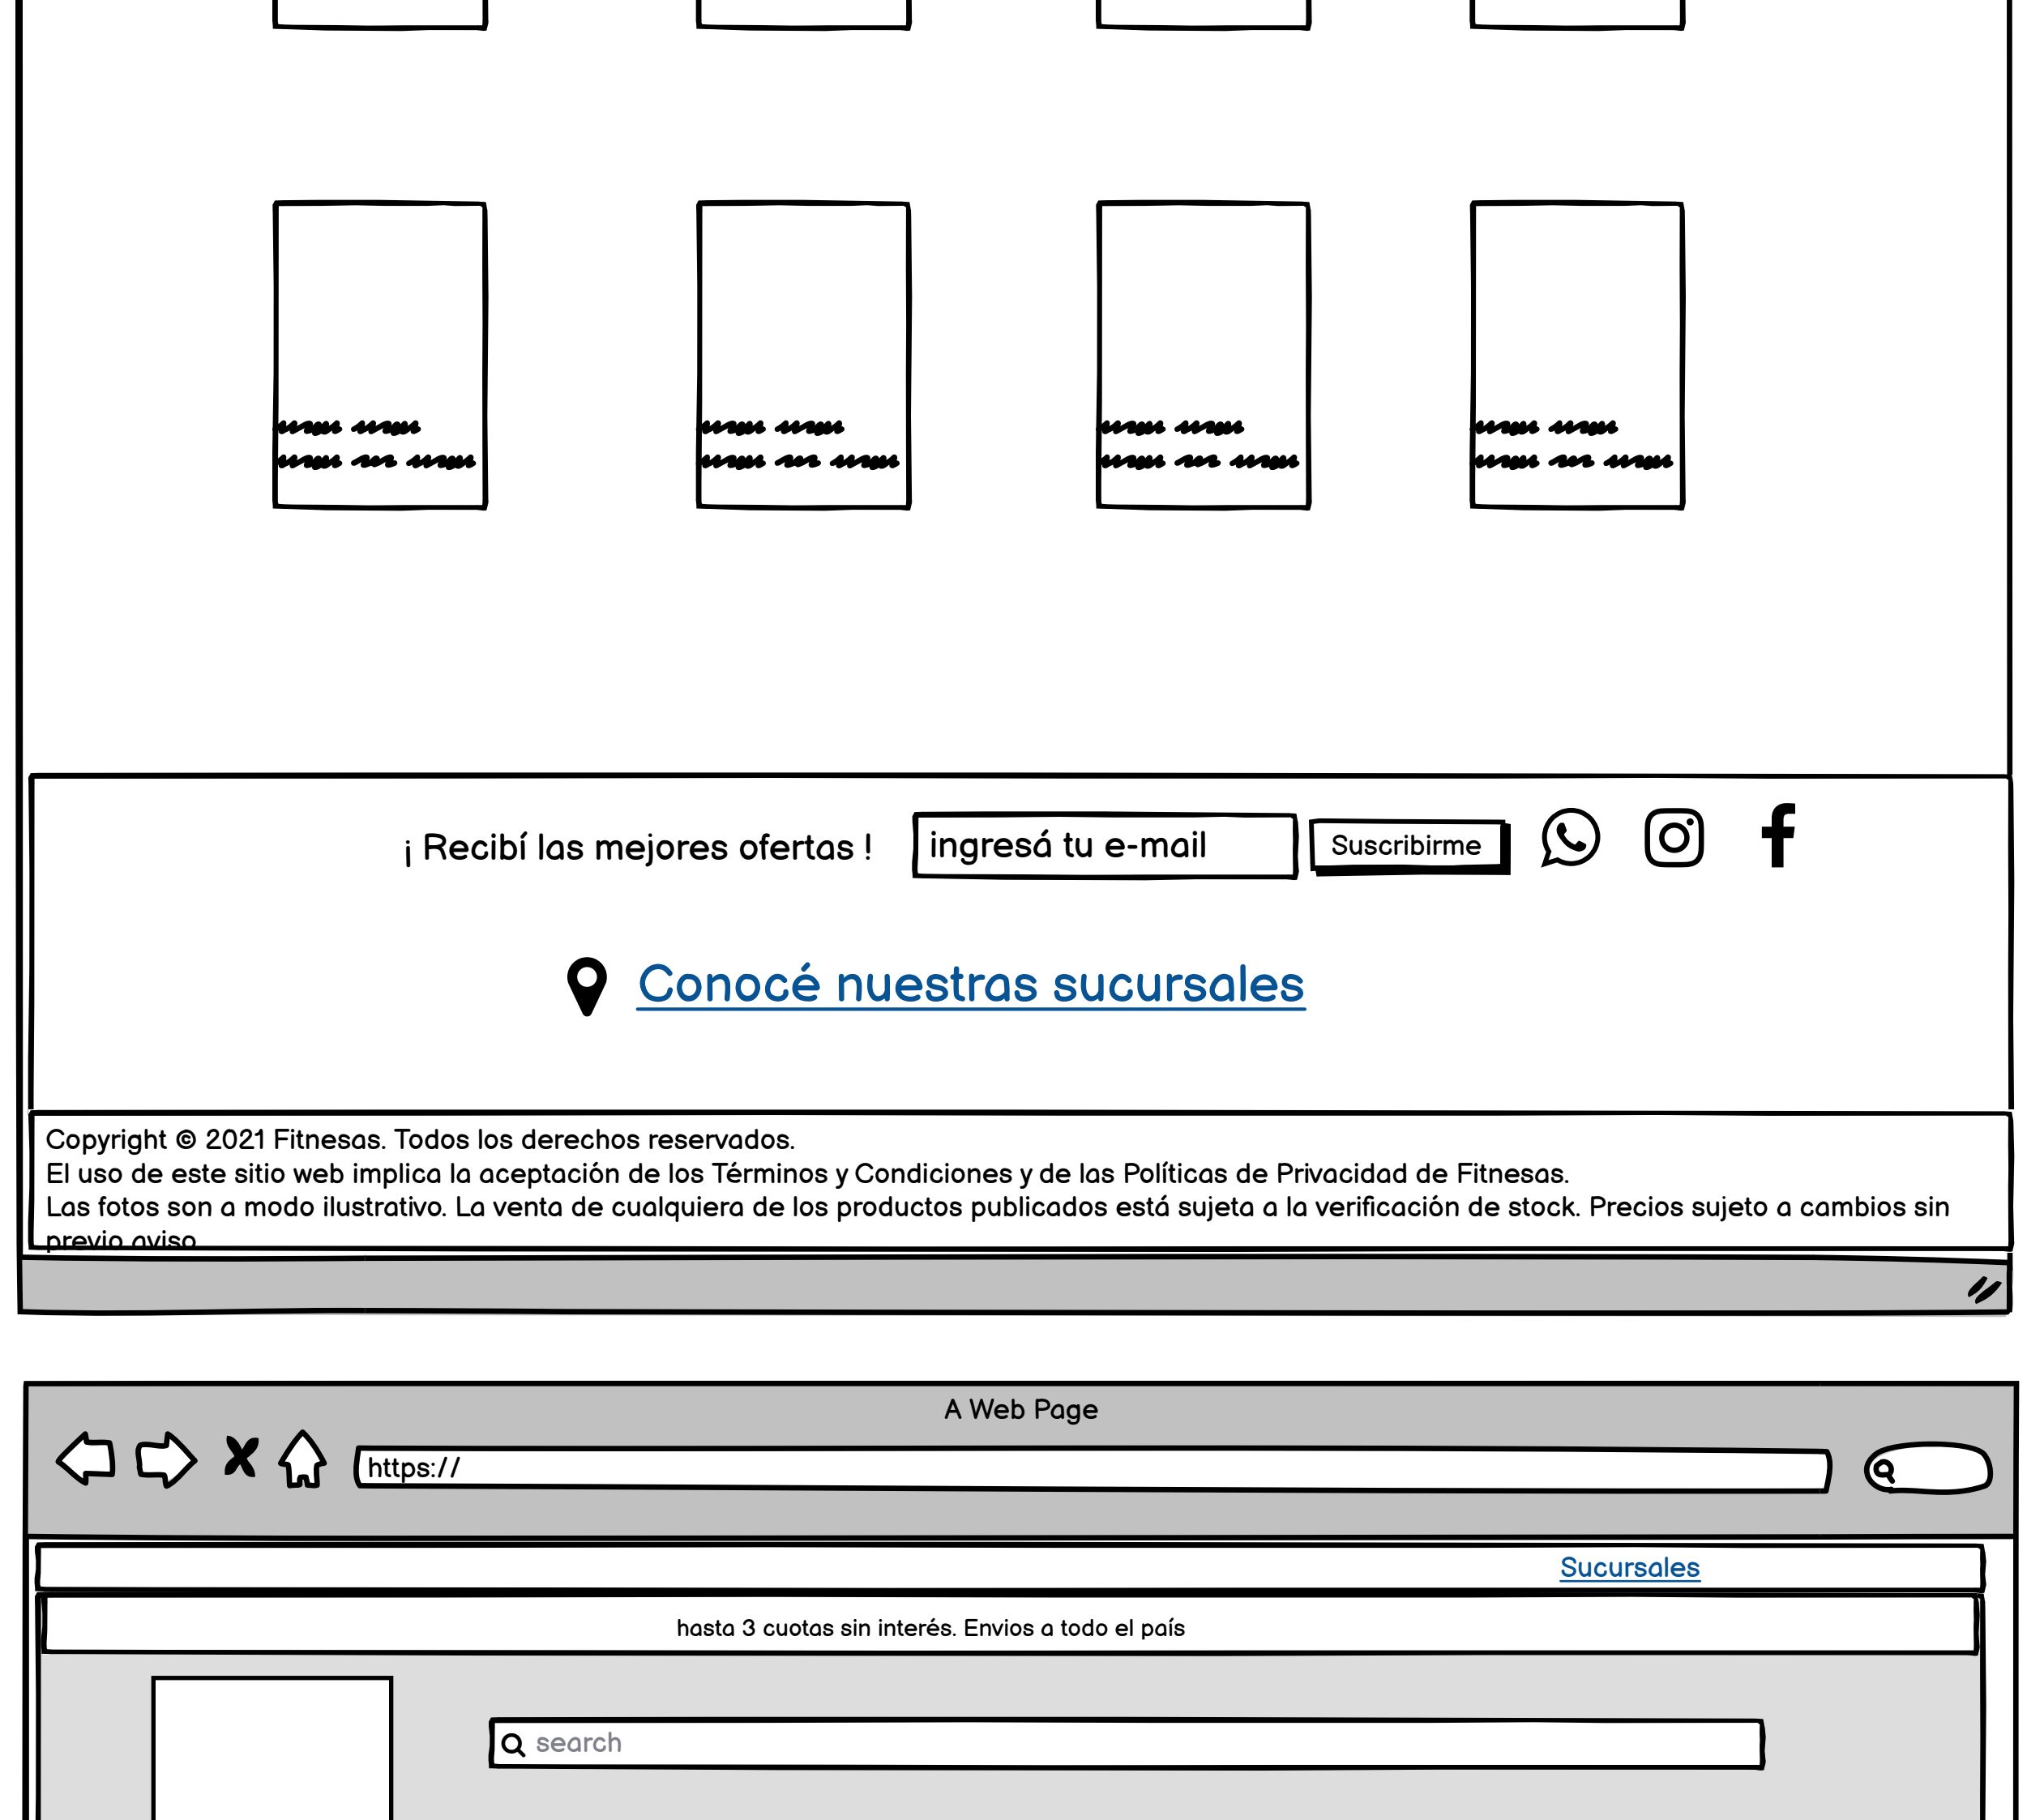 ¡ Recibí las mejores ofertas !
ingresá tu e-mail
Suscribirme
Conocé nuestras sucursales
Copyright © 2021 Fitnesas. Todos los derechos reservados.
El uso de este sitio web implica la aceptación de los Términos y Condiciones y de las Políticas de Privacidad de Fitnesas.
Las fotos son a modo ilustrativo. La venta de cualquiera de los productos publicados está sujeta a la verificación de stock. Precios sujeto a cambios sin
previo aviso
A Web Page
https://
Sucursales
hasta 3 cuotas sin interés. Envios a todo el país
search